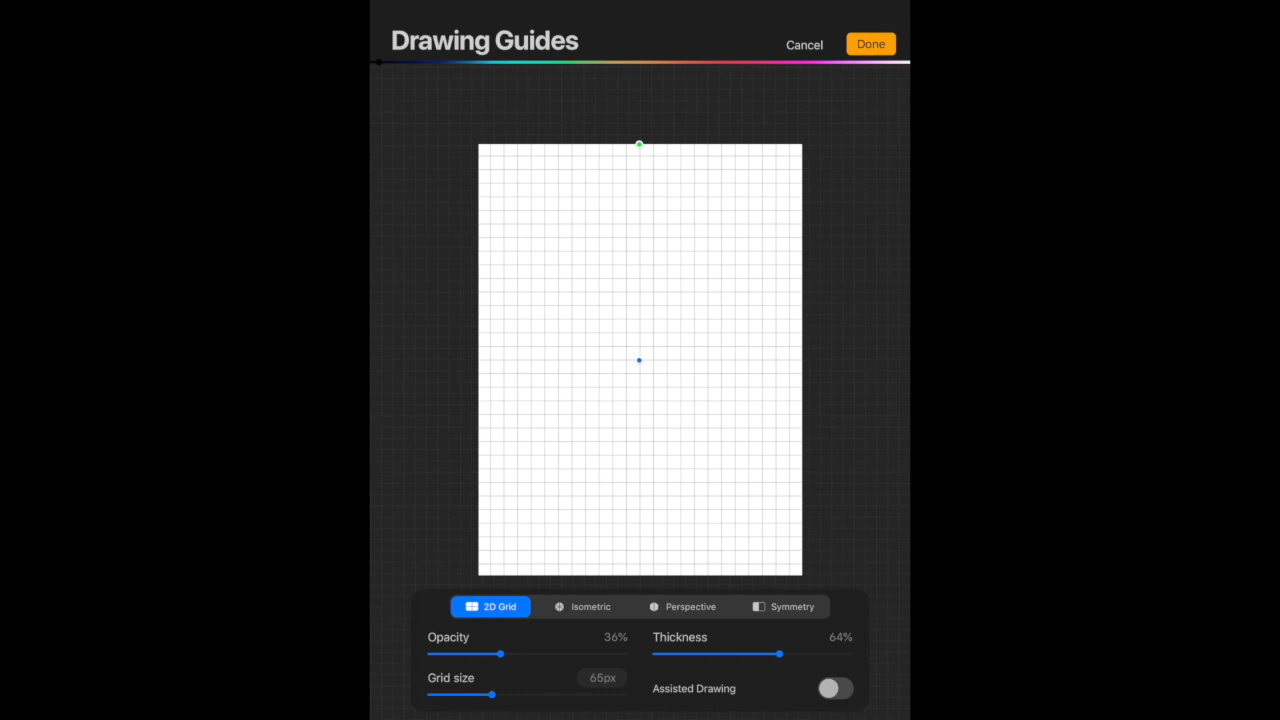 Drawing Guides
Cancel
Done
2D Grid
Isometric
Perspective
Symmetry
Opacity
36%
Thickness
64%
Grid size
65px
Assisted Drawing